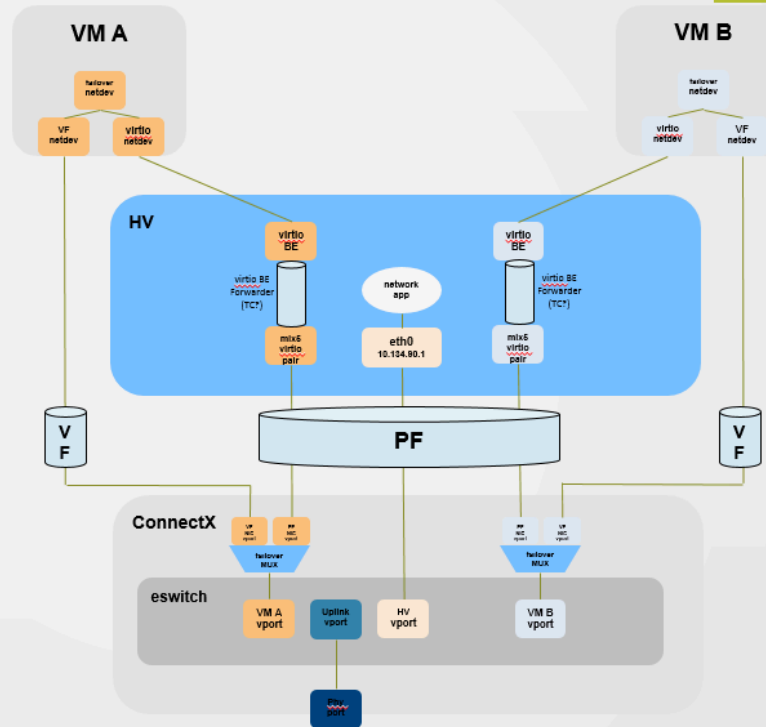 VM A
VM B
failover
netdev
failover
netdev
VF
netdev
virtio
netdev
virtio
netdev
VF
netdev
HV
virtio
BE
virtio
BE
virtio BE
Forwarder
(TC?)
network
app
virtio BE
Forwarder
(TC?)
mlx5
virtio
pair
eth0
10.134.90.1
mlx5
virtio
pair
V
F
PF
V
F
ConnectX
VF
NIC
vport
PF
NIC
vport
PF
NIC
vport
VF
NIC
vport
failover
MUX
failover
MUX
eswitch
VM A
vport
Uplink
vport
HV
vport
VM B
vport
Phy
port